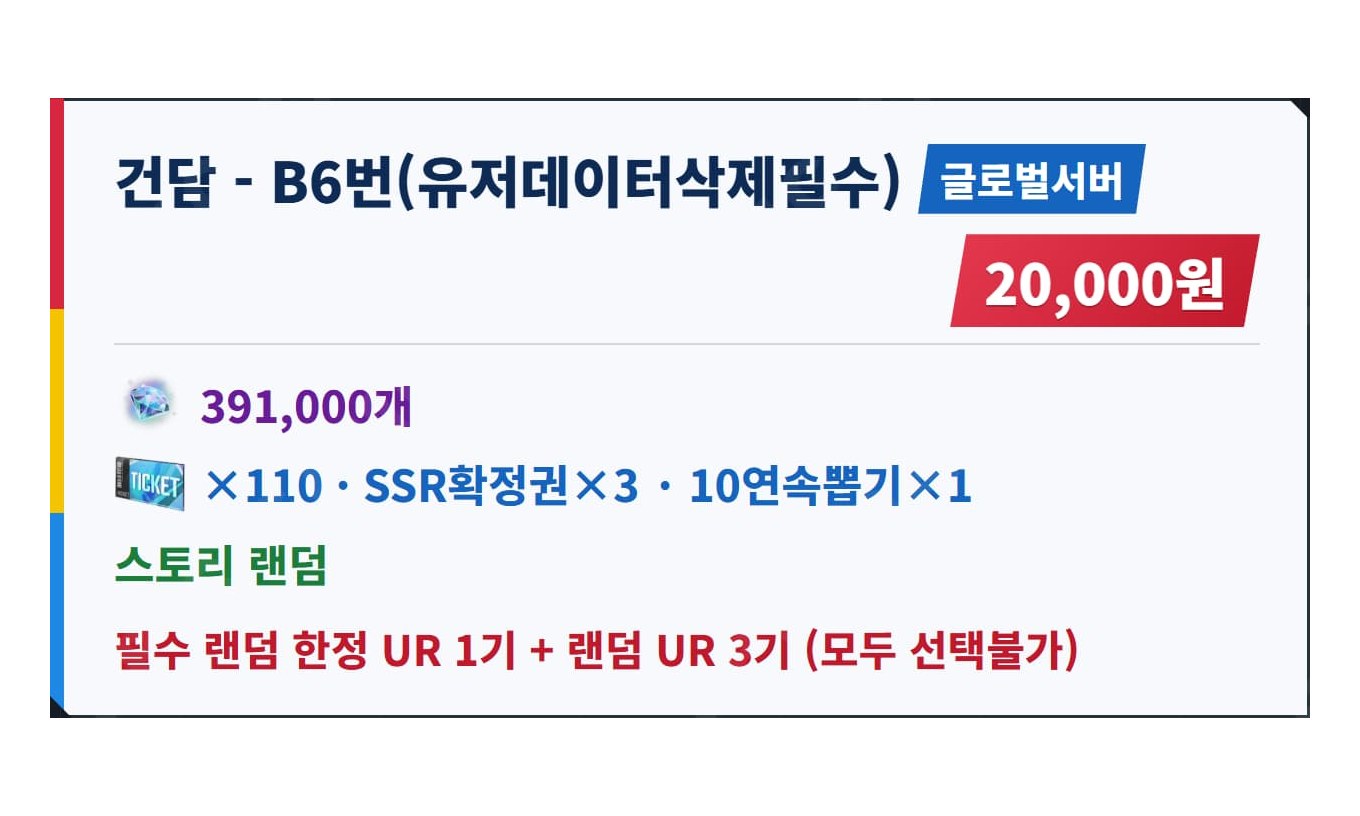 건담 - B6번(유저데이터삭제필수) 글로벌서버
20,000원
391,000개
TICKET ×110 · SSR확정권×3 · 10연속뽑기×1
스토리 랜덤
필수 랜덤 한정 UR 1기 + 랜덤 UR 3기 (모두 선택불가)